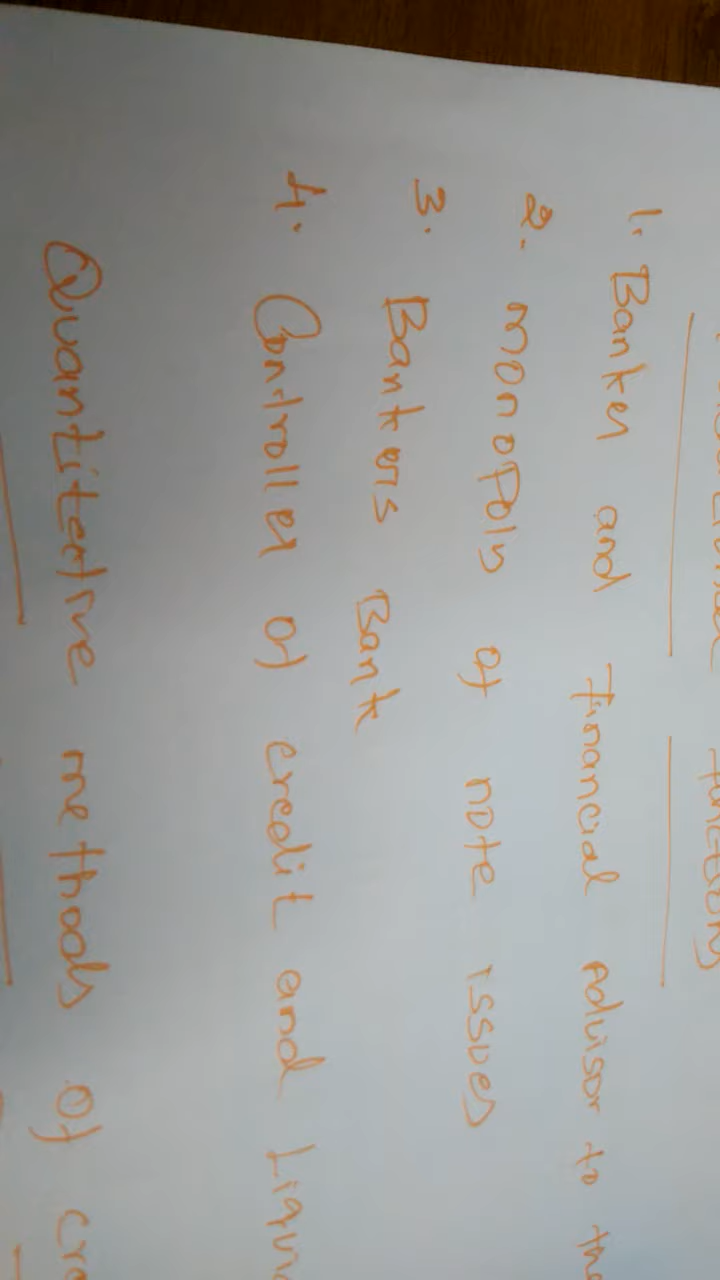 functions
1. Banker and Financial Advisor to the
2. monopoly of note issues
3. Bankers Bank
4. Controller of credit and
Quantitative methods of